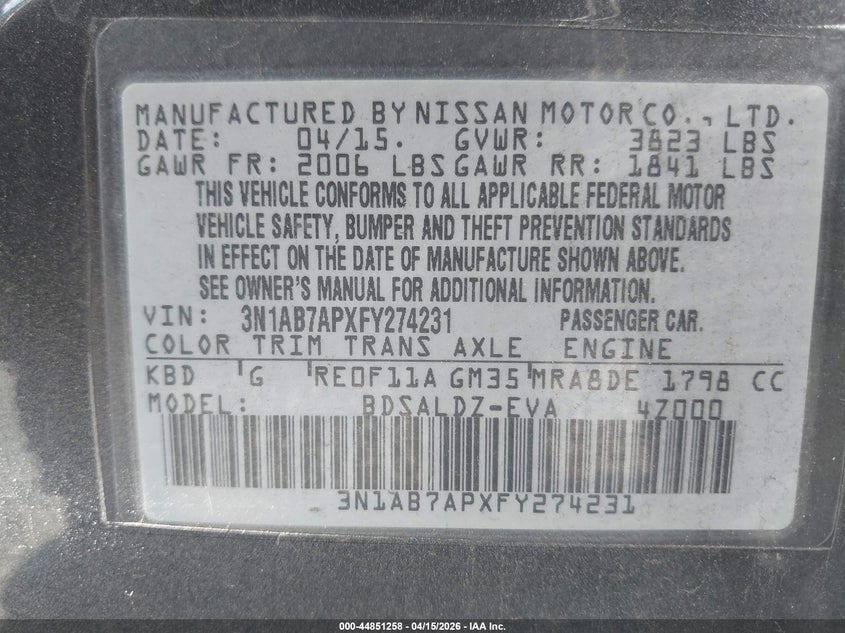 MANUFACTURED BY NISSAN MOTOR CO., LTD.
DATE: 04/15. GVWR: 3823 LBS
GAWR FR: 2006 LBS GAWR RR: 1841 LBS
THIS VEHICLE CONFORMS TO ALL APPLICABLE FEDERAL MOTOR
VEHICLE SAFETY, BUMPER AND THEFT PREVENTION STANDARDS
IN EFFECT ON THE DATE OF MANUFACTURE SHOWN ABOVE.
SEE OWNER'S MANUAL FOR ADDITIONAL INFORMATION.
VIN: 3N1AB7APXFY274231 PASSENGER CAR.
COLOR TRIM TRANS AXLE ENGINE
KBD G RE0F11A GM35 MRA8DE 1798 CC
MODEL: BDSALDZ-EVA 4Z000
3N1AB7APXFY274231
000-44851258 - 04/15/2026 - IAA Inc.